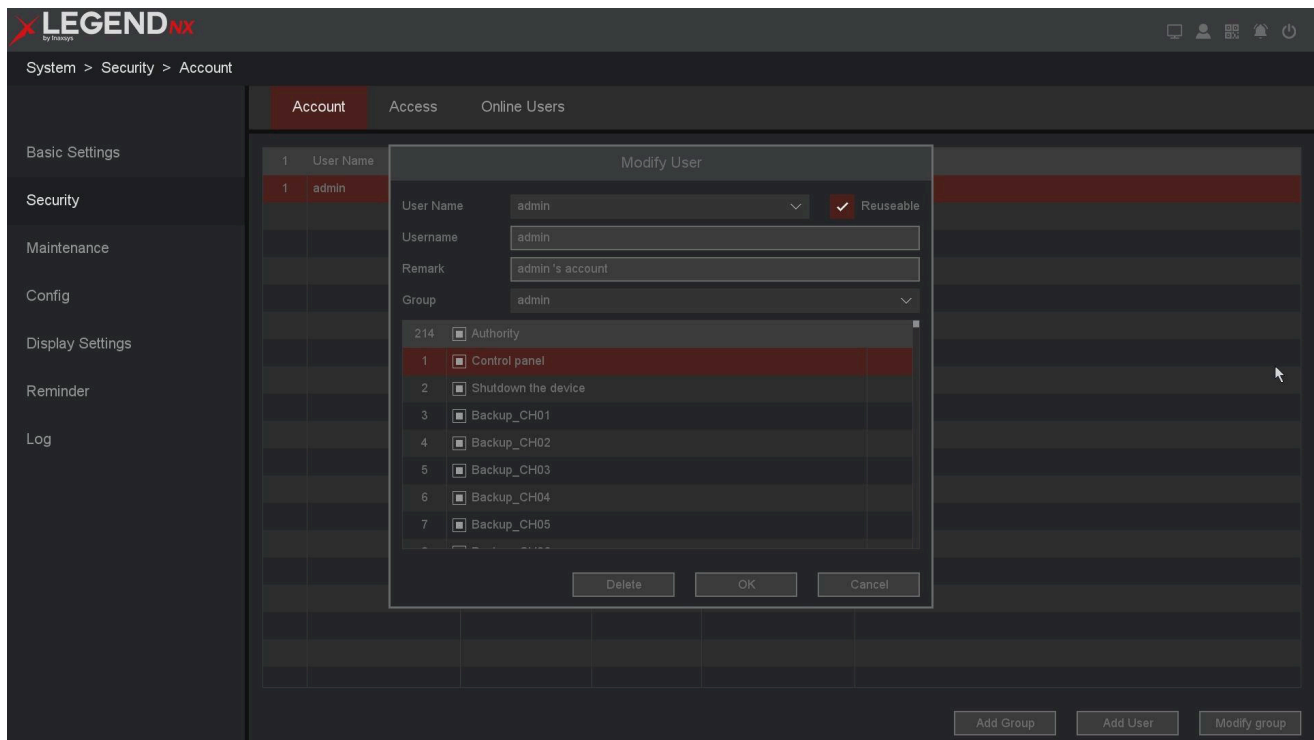 LEGEND NX
by Inaxsys
System > Security > Account
Account Access Online Users
Basic Settings
Security
Maintenance
Config
Display Settings
Reminder
Log
1 User Name
1 admin
Modify User
User Name admin Reuseable
Username admin
Remark admin 's account
Group admin
214 Authority
1 Control panel
2 Shutdown the device
3 Backup_CH01
4 Backup_CH02
5 Backup_CH03
6 Backup_CH04
7 Backup_CH05
Delete OK Cancel
Add Group Add User Modify group